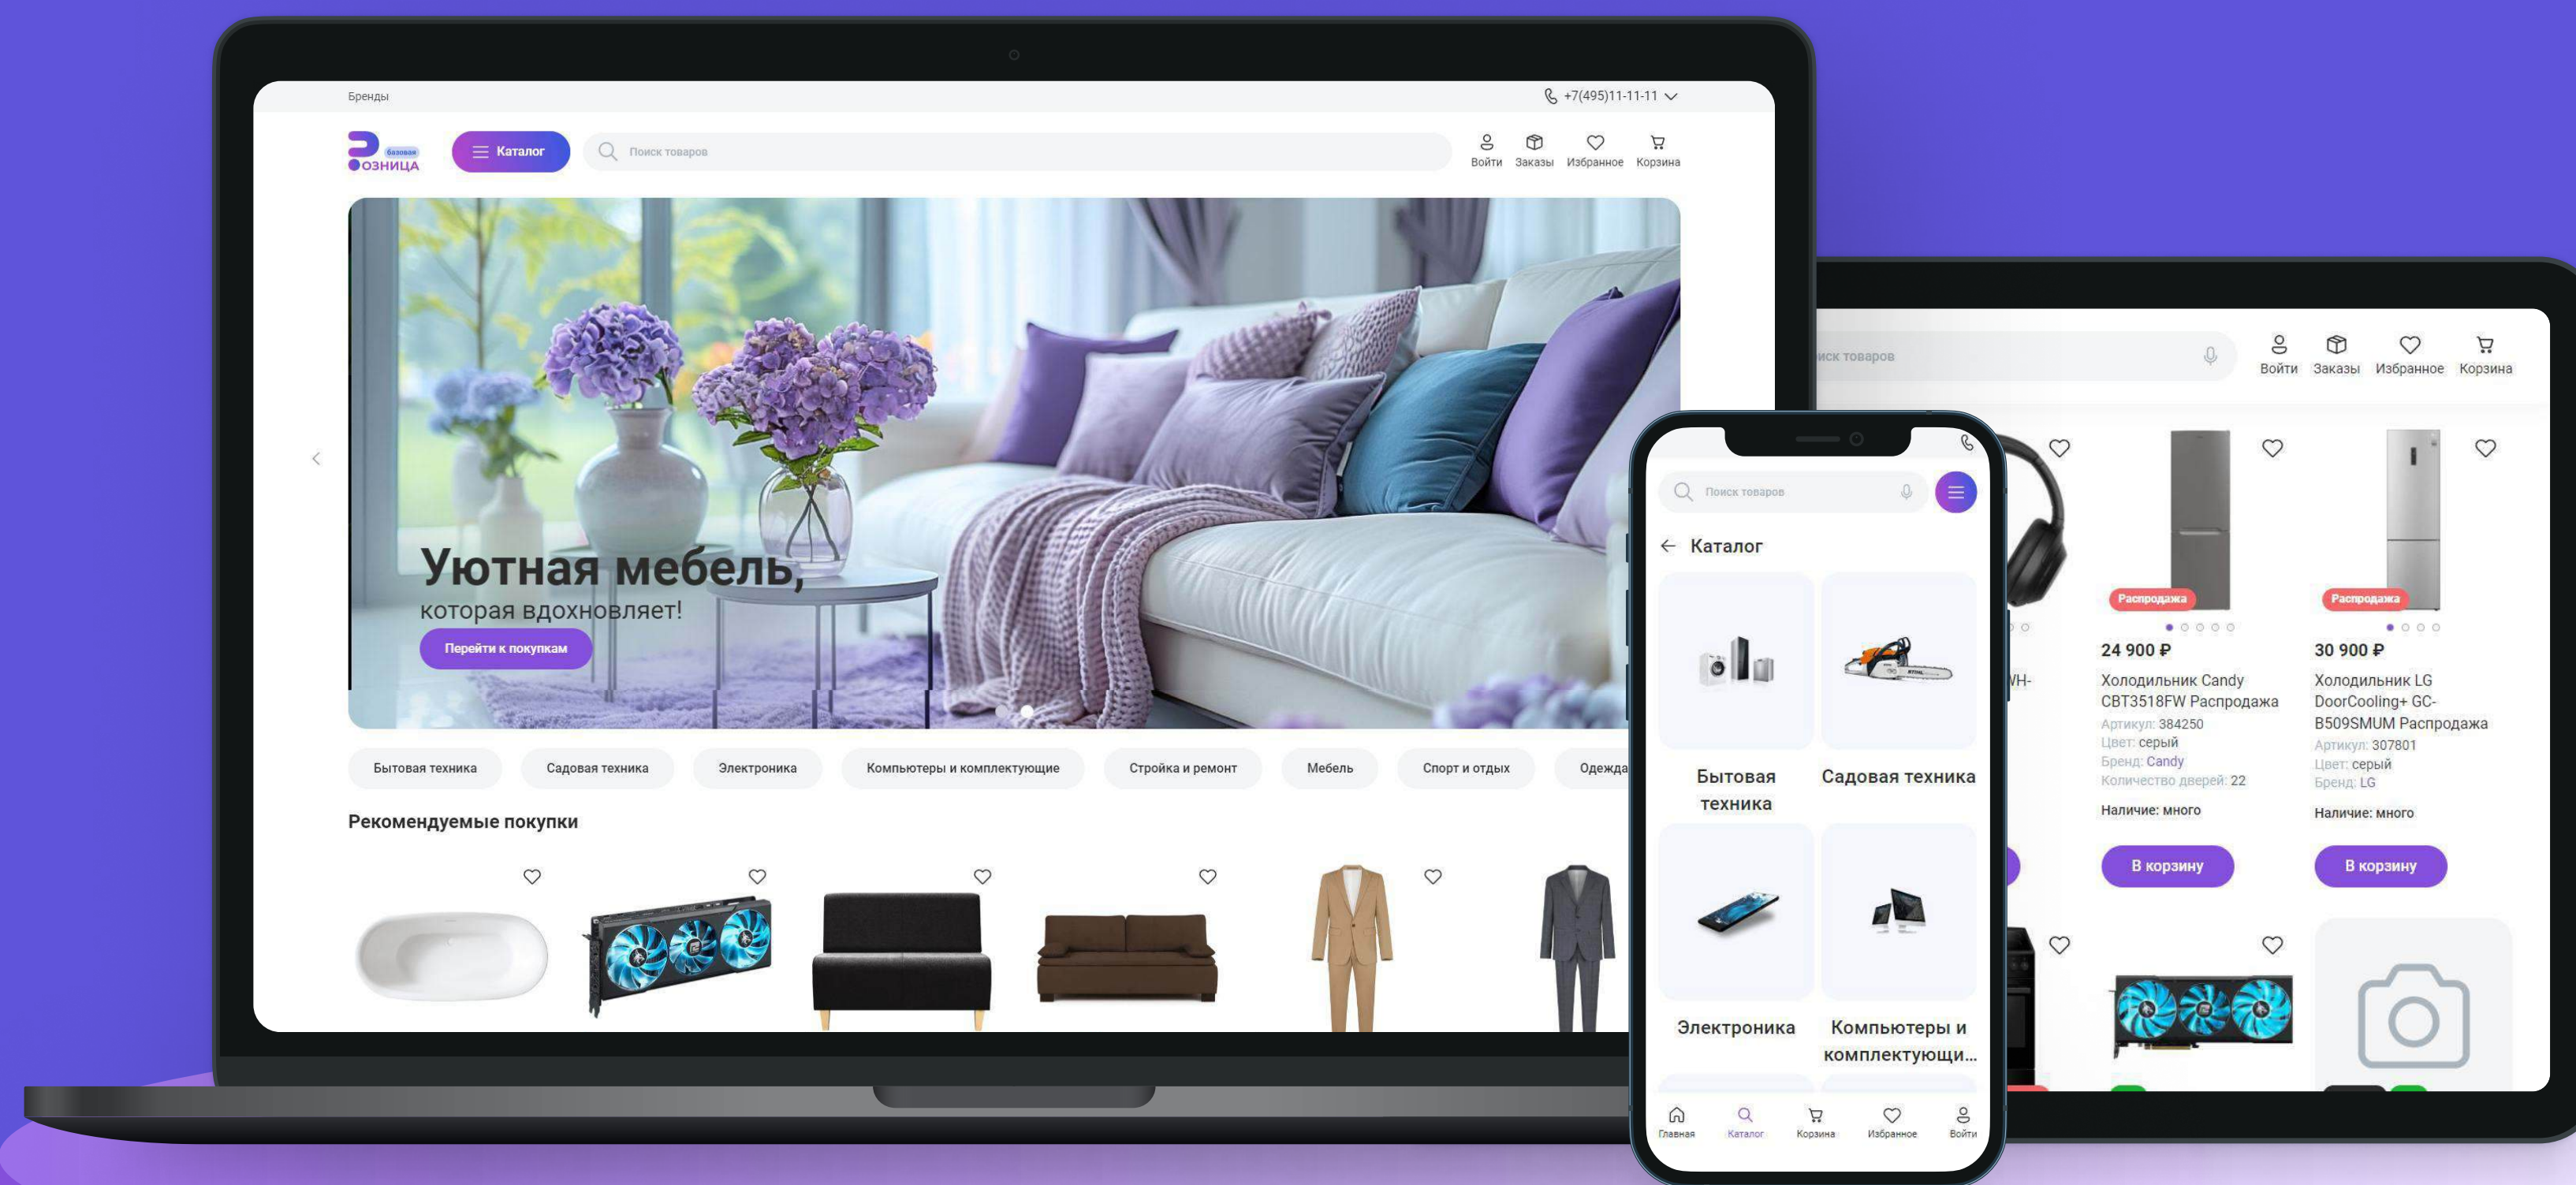 Бренды
+7(495)11-11-11
базовая
РОЗНИЦА
Каталог
Поиск товаров
Войти
Заказы
Избранное
Корзина
Уютная мебель,
которая вдохновляет!
Перейти к покупкам
Бытовая техника
Садовая техника
Электроника
Компьютеры и комплектующие
Стройка и ремонт
Мебель
Спорт и отдых
Одежда
Рекомендуемые покупки
Поиск товаров
Каталог
Бытовая
техника
Садовая техника
STIHL
Электроника
Компьютеры и
комплектующи...
Главная
Каталог
Корзина
Избранное
Войти
иск товаров
Войти
Заказы
Избранное
Корзина
WH-
Распродажа
24 900 ₽
Холодильник Candy
CBT3518FW Распродажа
Артикул: 384250
Цвет: серый
Бренд: Candy
Количество дверей: 22
Наличие: много
В корзину
Распродажа
30 900 ₽
Холодильник LG
DoorCooling+ GC-
B509SMUM Распродажа
Артикул: 307801
Цвет: серый
Бренд: LG
Наличие: много
В корзину